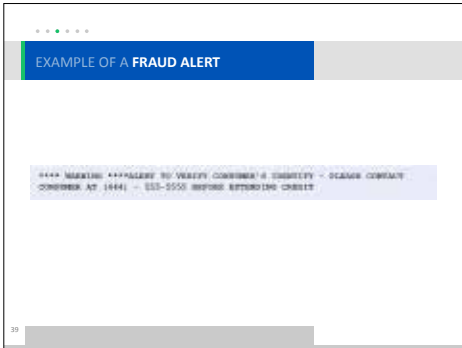 EXAMPLE OF A FRAUD ALERT
**** WARNING ****ALERT TO VERIFY CONSUMER'S IDENTITY - PLEASE CONTACT
CONSUMER AT - 555-5555 BEFORE EXTENDING CREDIT
39